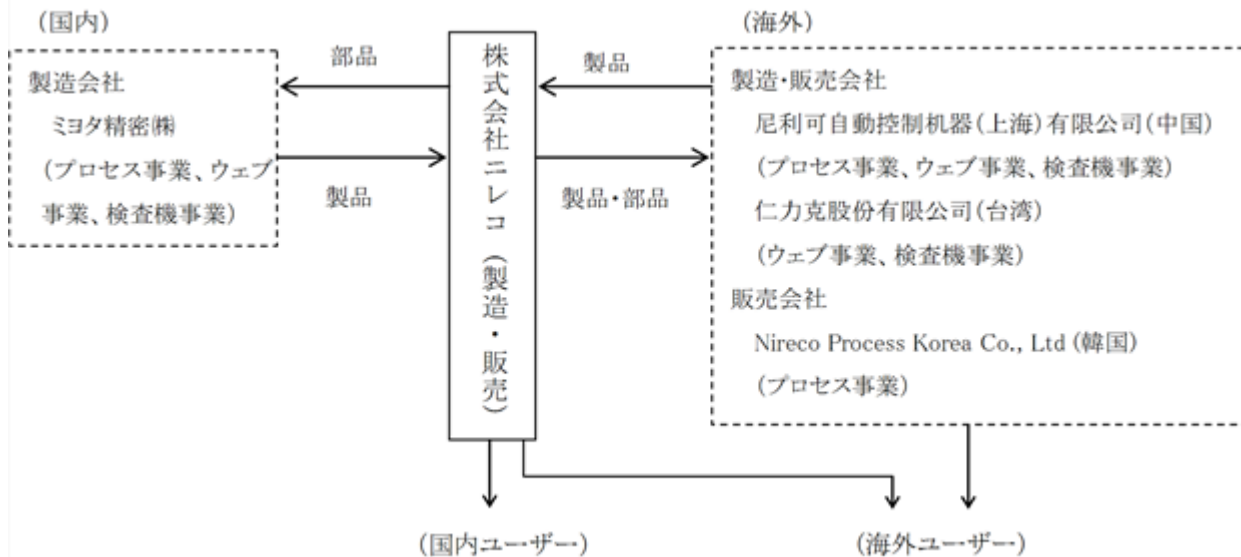 (国内)
製造会社
ミヨタ精密㈱
(プロセス事業、ウェブ
事業、検査機事業)
部品
製品
株式会社ニレコ(製造・販売)
製品
製品・部品
(海外)
製造・販売会社
尼利可自動控制机器(上海)有限公司(中国)
(プロセス事業、ウェブ事業、検査機事業)
仁力克股份有限公司(台湾)
(ウェブ事業、検査機事業)
販売会社
Nireco Process Korea Co., Ltd (韓国)
(プロセス事業)
(国内ユーザー)
(海外ユーザー)